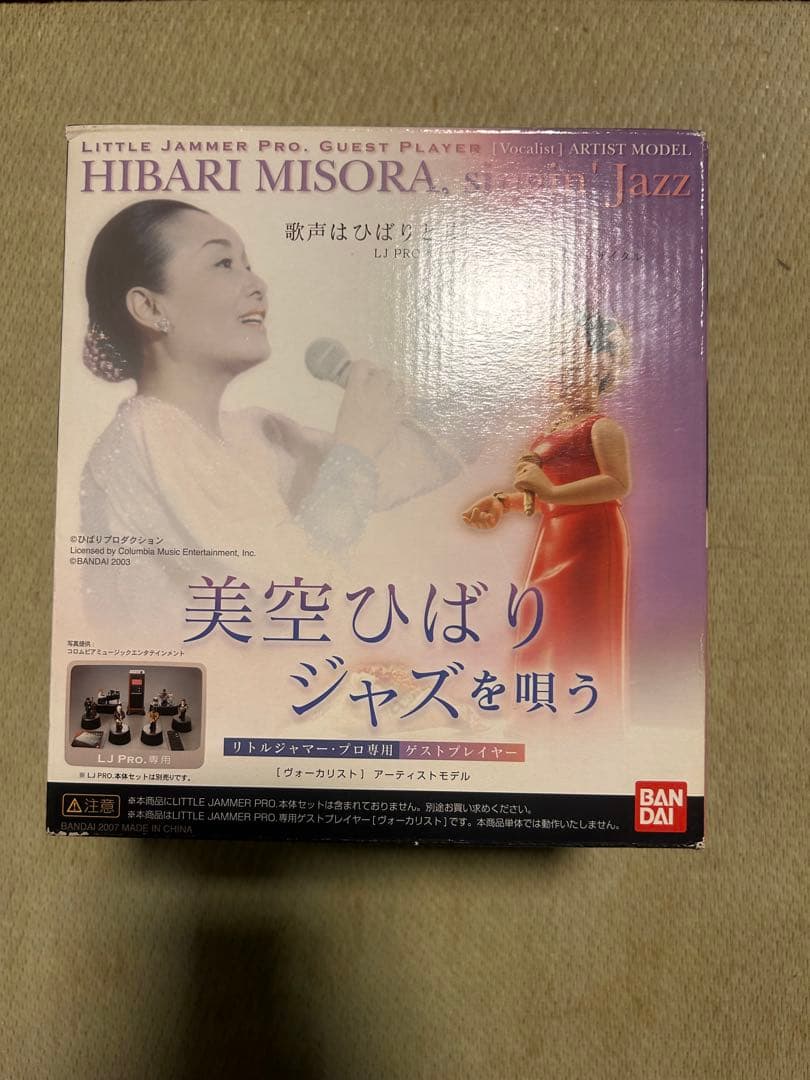 LITTLE JAMMER PRO. GUEST PLAYER [Vocalist] ARTIST MODEL
HIBARI MISORA, singin' Jazz
歌声はひばりと
LJ PRO
©ひばりプロダクション
Licensed by Columbia Music Entertainment, Inc.
©BANDAI 2003
美空ひばり
ジャズを唄う
写真提供:
コロムビアミュージックエンタテインメント
LJ PRO.専用
※ LJ PRO.本体セットは別売りです。
リトルジャマー・プロ専用 ゲストプレイヤー
[ヴォーカリスト] アーティストモデル
注意
※本商品にLITTLE JAMMER PRO.本体セットは含まれておりません。別途お買い求めください。
※本商品はLITTLE JAMMER PRO.専用ゲストプレイヤー[ヴォーカリスト]です。本商品単体では動作いたしません。
BANDAI 2007 MADE IN CHINA
BAN
DAI